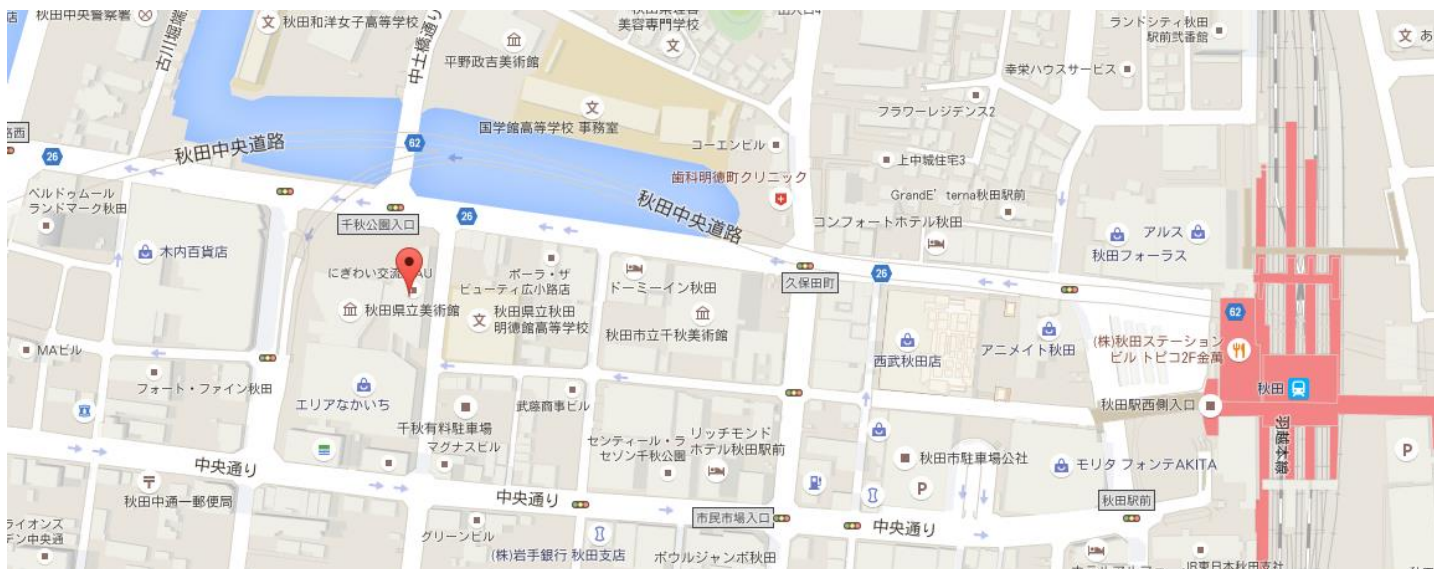 秋田中央警察署
古川堀端
秋田和洋女子高等学校
中土橋通り
平野政吉美術館
美容専門学校
ランドシティ秋田
駅前弐番館
あ
幸栄ハウスサービス
フラワーレジデンス2
国学館高等学校 事務室
コーエンビル
上中城住宅3
歯科明徳町クリニック
GrandE'terna秋田駅前
秋田中央道路
秋田中央道路
26
62
路西
ベルドゥムール
ランドマーク秋田
千秋公園入口
26
コンフォートホテル秋田
アルス
秋田フォーラス
木内百貨店
にぎわい交流
AU
ポーラ・ザ
ビューティ広小路店
ドーミーイン秋田
久保田町
26
62
秋田県立美術館
秋田県立秋田
明徳館高等学校
秋田市立千秋美術館
西武秋田店
アニメイト秋田
(株)秋田ステーション
ビル トピコ2F金萬
MAビル
フォート・ファイン秋田
エリアなかいち
武藤商事ビル
秋田
秋田駅西側入口
千秋有料駐車場
マグナスビル
センティール・ラ
セゾン千秋公園
リッチモンド
ホテル秋田駅前
秋田市駐車場公社
P
モリタ フォンテAKITA
羽越本線
P
中央通り
中央通り
中央通り
秋田中通一郵便局
秋田駅前
市民市場入口
ライオンズ
デン中央通
グリーンビル
(株)岩手銀行 秋田支店
ボウルジャンボ秋田
JR東日本秋田支社